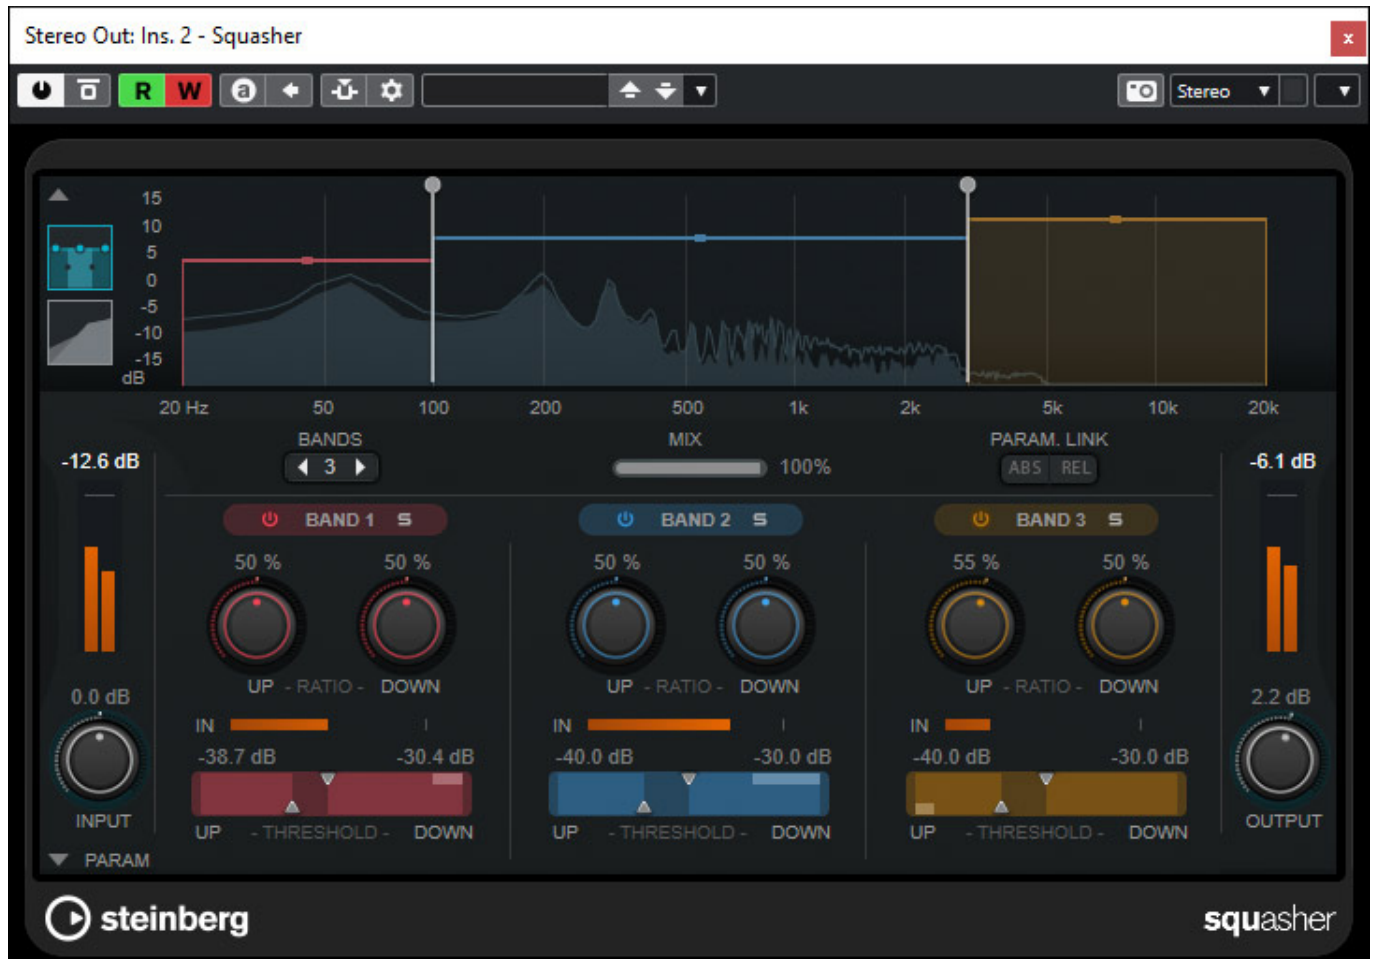 Stereo Out: Ins. 2 - Squasher
x
R W a Stereo
15
10
5
0
-5
-10
-15
dB
20 Hz 50 100 200 500 1k 2k 5k 10k 20k
BANDS MIX PARAM. LINK
-12.6 dB 3 100% ABS REL -6.1 dB
BAND 1 S BAND 2 S BAND 3 S
50 % 50 % 50 % 50 % 55 % 50 %
UP - RATIO - DOWN UP - RATIO - DOWN UP - RATIO - DOWN
0.0 dB 2.2 dB
IN IN IN
-38.7 dB -30.4 dB -40.0 dB -30.0 dB -40.0 dB -30.0 dB
INPUT OUTPUT
UP - THRESHOLD - DOWN UP - THRESHOLD - DOWN UP - THRESHOLD - DOWN
PARAM
steinberg squasher